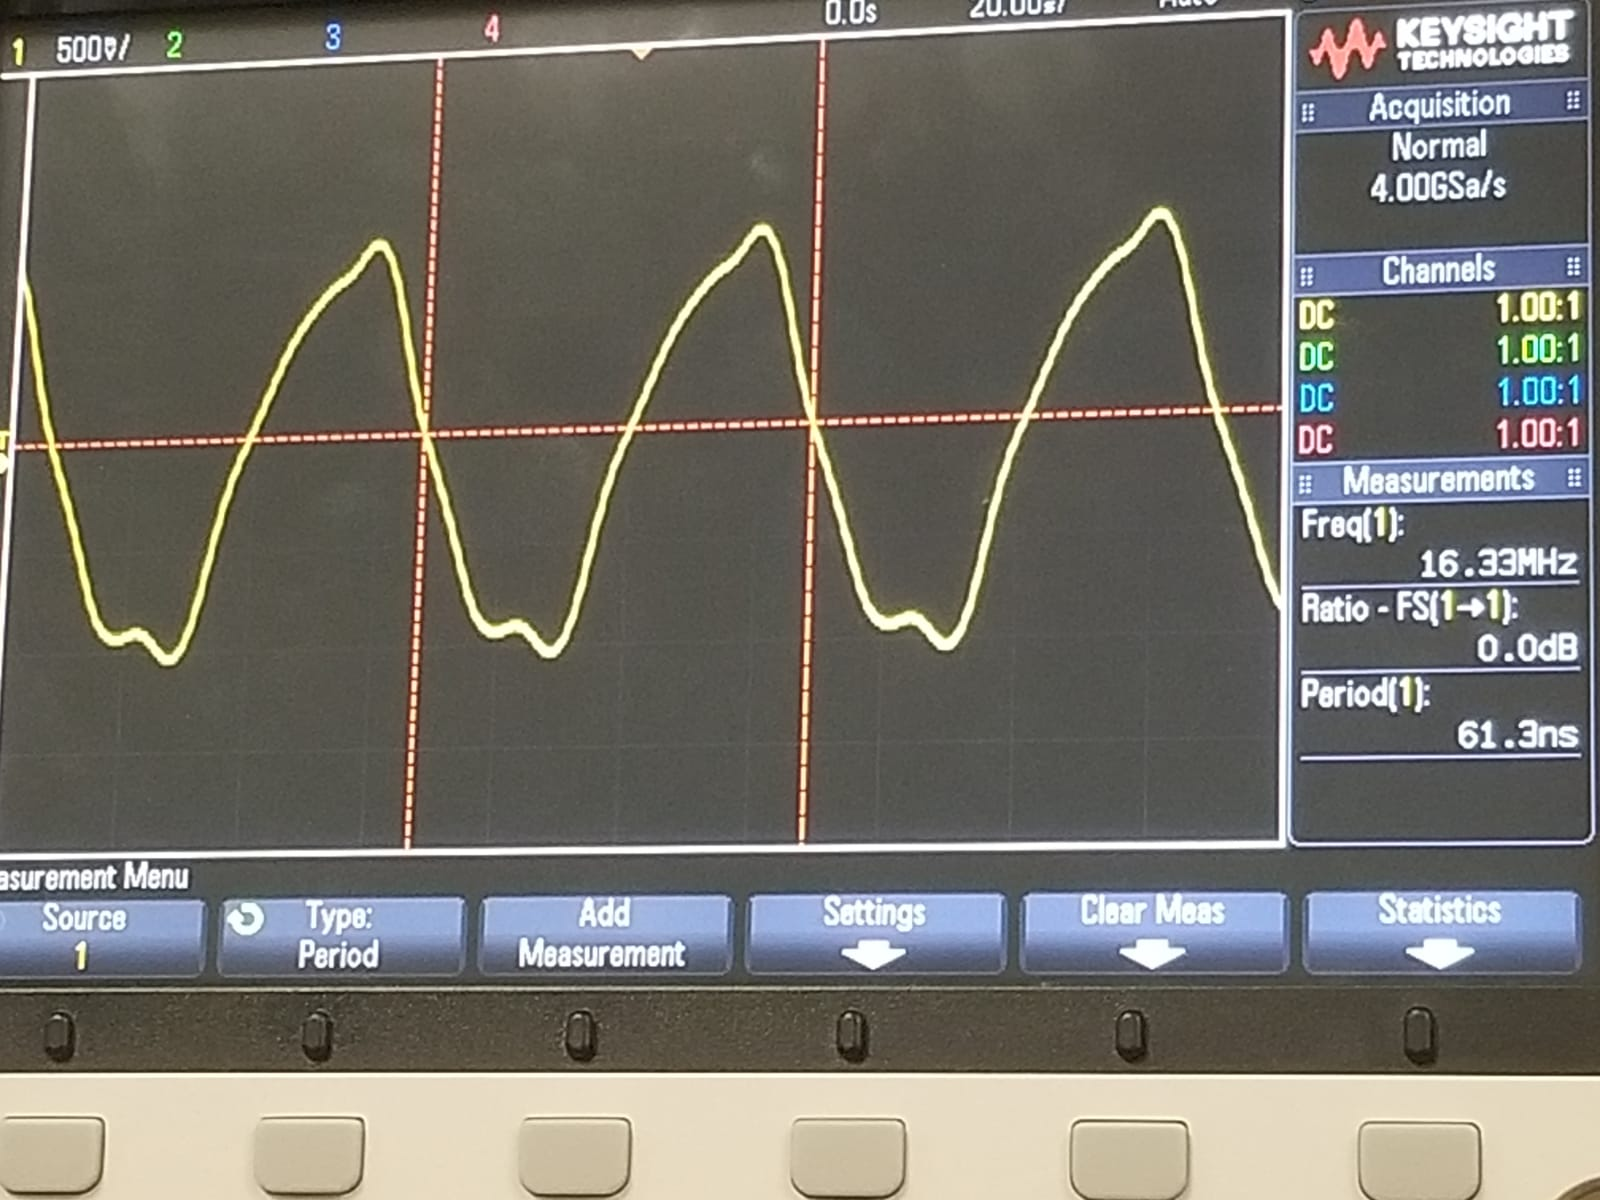 1 500▽/ 2 3 4 0.0s 20.00s/ Auto
KEYSIGHT
TECHNOLOGIES
Acquisition
Normal
4.00GSa/s
Channels
DC 1.00:1
DC 1.00:1
DC 1.00:1
DC 1.00:1
Measurements
Freq(1):
16.33MHz
Ratio - FS(1→1):
0.0dB
Period(1):
61.3ns
asurement Menu
Source
1
Type:
Period
Add
Measurement
Settings
Clear Meas
Statistics